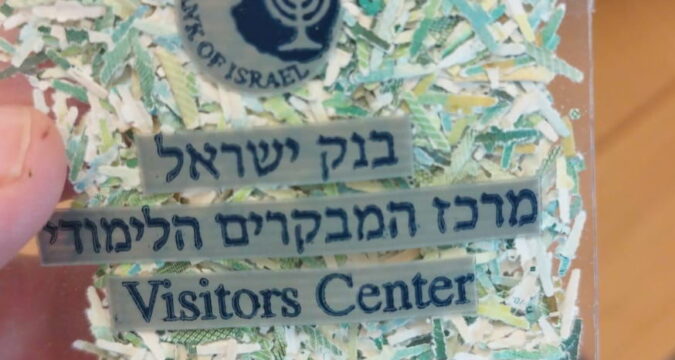 BANK OF ISRAEL
בנק ישראל
מרכז המבקרים הלימודי
Visitors Center